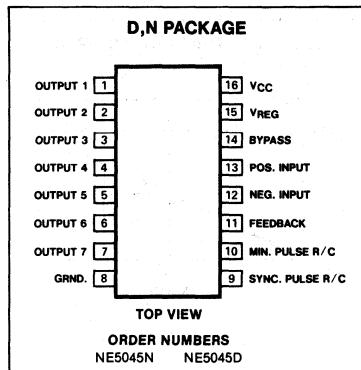 D,N PACKAGE
OUTPUT 1 1 16 VCC
OUTPUT 2 2 15 VREG
OUTPUT 3 3 14 BYPASS
OUTPUT 4 4 13 POS. INPUT
OUTPUT 5 5 12 NEG. INPUT
OUTPUT 6 6 11 FEEDBACK
OUTPUT 7 7 10 MIN. PULSE R/C
GRND. 8 9 SYNC. PULSE R/C
TOP VIEW
ORDER NUMBERS
NE5045N NE5045D